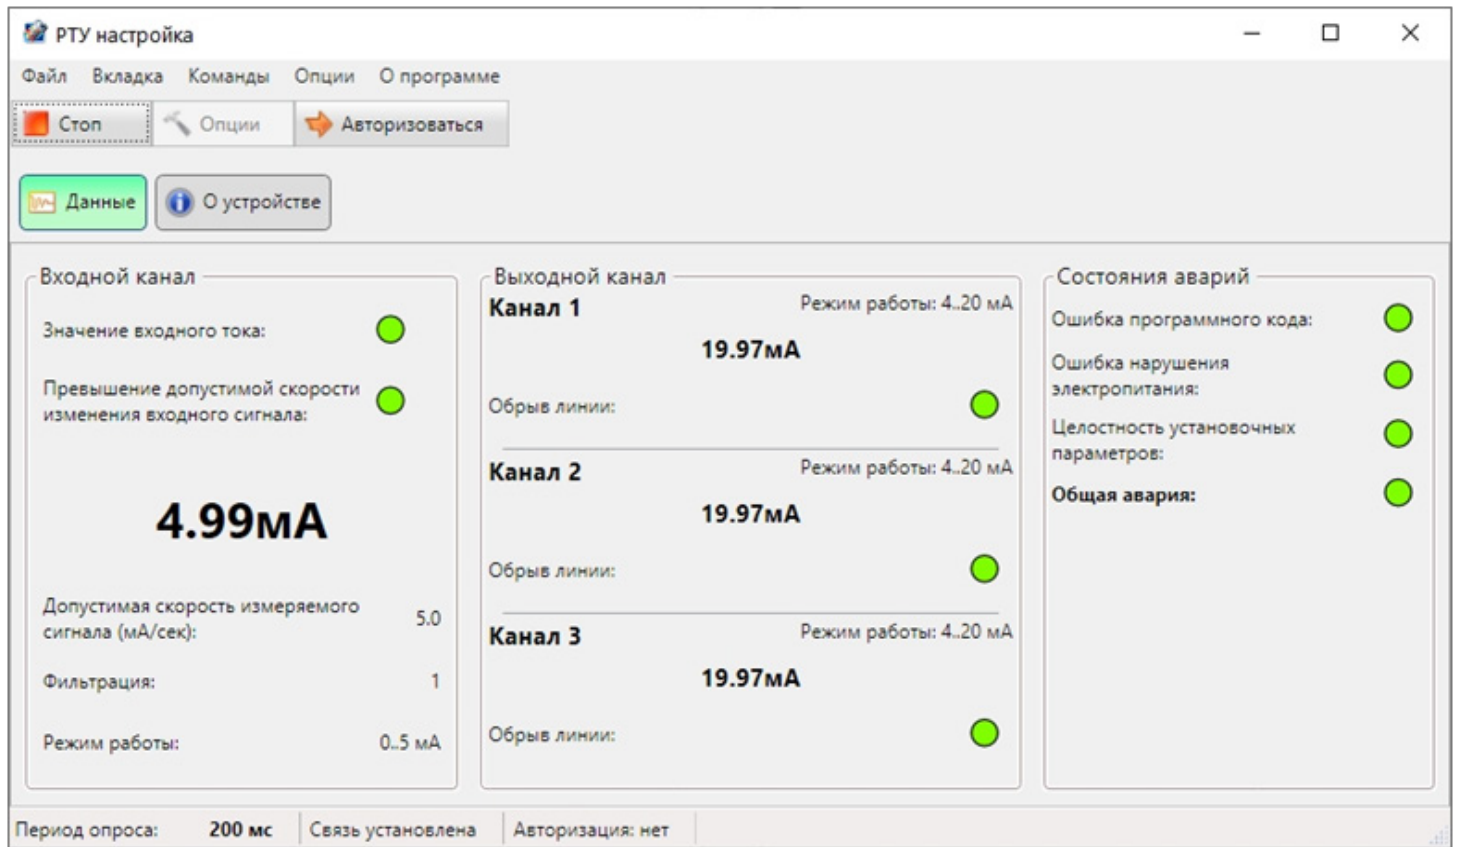 РТУ настройка
Файл Вкладка Команды Опции О программе
Стоп Опции Авторизоваться
Данные О устройстве
Входной канал
Значение входного тока:
Превышение допустимой скорости
изменения входного сигнала:
4.99мА
Допустимая скорость измеряемого
сигнала (мА/сек):
5.0
Фильтрация: 1
Режим работы: 0..5 мА
Выходной канал
Канал 1 Режим работы: 4..20 мА
19.97мА
Обрыв линии:
Канал 2 Режим работы: 4..20 мА
19.97мА
Обрыв линии:
Канал 3 Режим работы: 4..20 мА
19.97мА
Обрыв линии:
Состояния аварий
Ошибка программного кода:
Ошибка нарушения
электропитания:
Целостность установочных
параметров:
Общая авария:
Период опроса: 200 мс Связь установлена Авторизация: нет